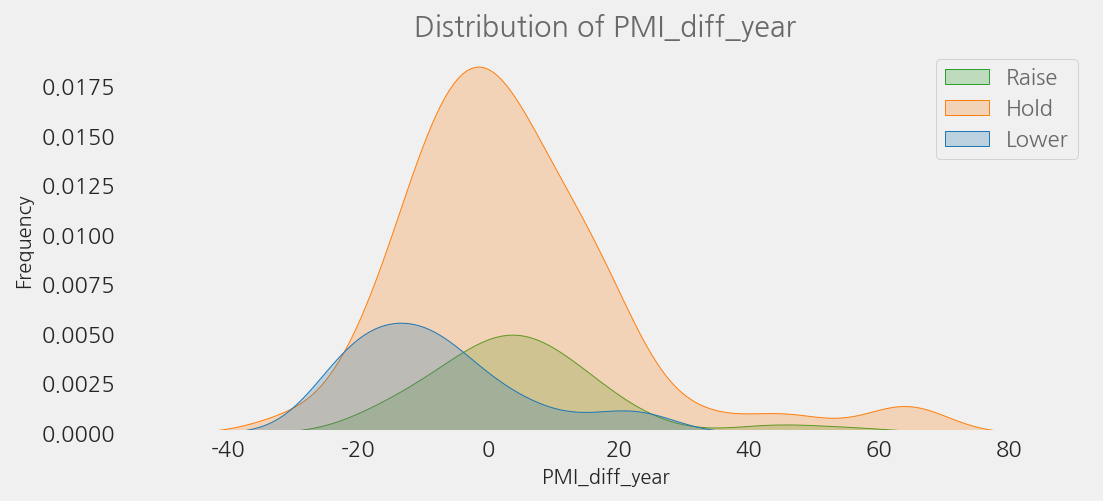 Distribution of PMI_diff_year
Raise
Hold
Lower
Frequency
0.0175
0.0150
0.0125
0.0100
0.0075
0.0050
0.0025
0.0000
-40 -20 0 20 40 60 80
PMI_diff_year